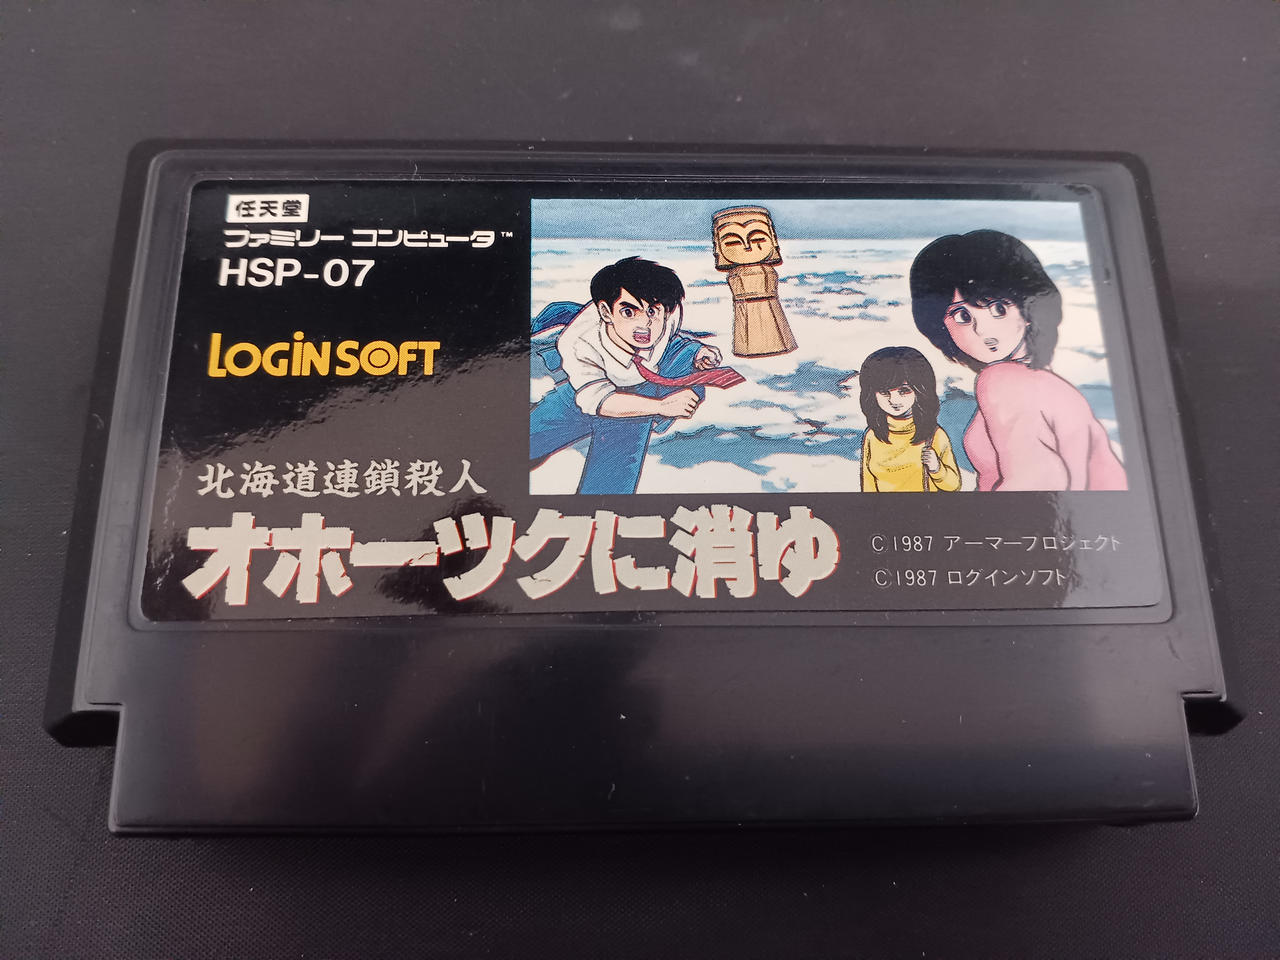 任天堂
ファミリー コンピュータ™
HSP-07
LOGiN SOFT
北海道連鎖殺人
オホーツクに消ゆ
Ⓒ1987 アーマープロジェクト
Ⓒ1987 ログインソフト